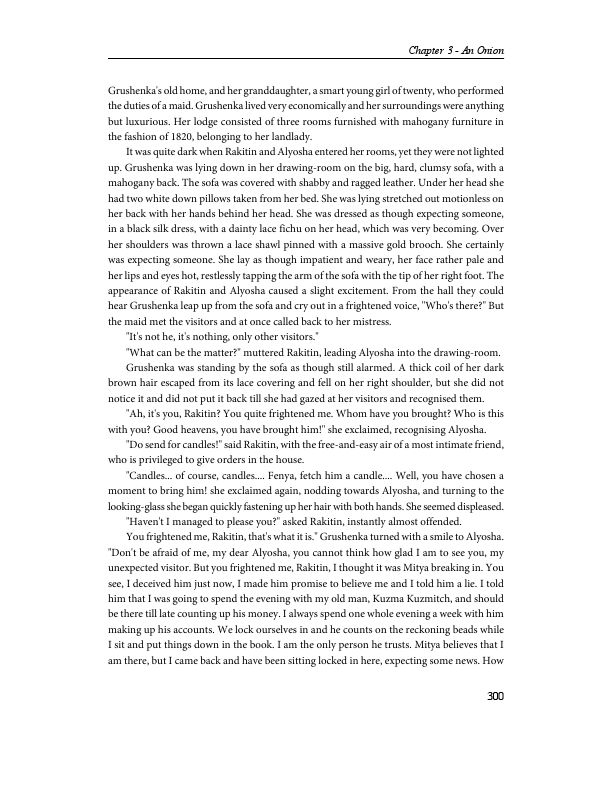 Chapter 3 - An Onion
Grushenka's old home, and her granddaughter, a smart young girl of twenty, who performed
the duties of a maid. Grushenka lived very economically and her surroundings were anything
but luxurious. Her lodge consisted of three rooms furnished with mahogany furniture in
the fashion of 1820, belonging to her landlady.
It was quite dark when Rakitin and Alyosha entered her rooms, yet they were not lighted
up. Grushenka was lying down in her drawing-room on the big, hard, clumsy sofa, with a
mahogany back. The sofa was covered with shabby and ragged leather. Under her head she
had two white down pillows taken from her bed. She was lying stretched out motionless on
her back with her hands behind her head. She was dressed as though expecting someone,
in a black silk dress, with a dainty lace fichu on her head, which was very becoming. Over
her shoulders was thrown a lace shawl pinned with a massive gold brooch. She certainly
was expecting someone. She lay as though impatient and weary, her face rather pale and
her lips and eyes hot, restlessly tapping the arm of the sofa with the tip of her right foot. The
appearance of Rakitin and Alyosha caused a slight excitement. From the hall they could
hear Grushenka leap up from the sofa and cry out in a frightened voice, "Who's there?" But
the maid met the visitors and at once called back to her mistress.
"It's not he, it's nothing, only other visitors."
"What can be the matter?" muttered Rakitin, leading Alyosha into the drawing-room.
Grushenka was standing by the sofa as though still alarmed. A thick coil of her dark
brown hair escaped from its lace covering and fell on her right shoulder, but she did not
notice it and did not put it back till she had gazed at her visitors and recognised them.
"Ah, it's you, Rakitin? You quite frightened me. Whom have you brought? Who is this
with you? Good heavens, you have brought him!" she exclaimed, recognising Alyosha.
"Do send for candles!" said Rakitin, with the free-and-easy air of a most intimate friend,
who is privileged to give orders in the house.
"Candles... of course, candles.... Fenya, fetch him a candle.... Well, you have chosen a
moment to bring him! she exclaimed again, nodding towards Alyosha, and turning to the
looking-glass she began quickly fastening up her hair with both hands. She seemed displeased.
"Haven't I managed to please you?" asked Rakitin, instantly almost offended.
You frightened me, Rakitin, that's what it is." Grushenka turned with a smile to Alyosha.
"Don't be afraid of me, my dear Alyosha, you cannot think how glad I am to see you, my
unexpected visitor. But you frightened me, Rakitin, I thought it was Mitya breaking in. You
see, I deceived him just now, I made him promise to believe me and I told him a lie. I told
him that I was going to spend the evening with my old man, Kuzma Kuzmitch, and should
be there till late counting up his money. I always spend one whole evening a week with him
making up his accounts. We lock ourselves in and he counts on the reckoning beads while
I sit and put things down in the book. I am the only person he trusts. Mitya believes that I
am there, but I came back and have been sitting locked in here, expecting some news. How
300